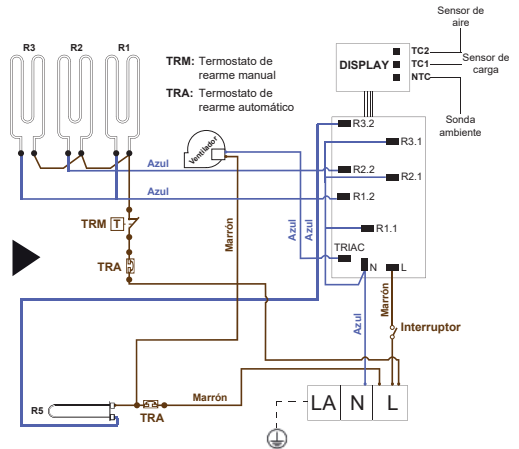 Sensor de
aire
R3
R2
R1
TRM: Termostato de
rearme manual
TRA: Termostato de
rearme automático
DISPLAY
TC2
TC1
NTC
Sensor de
carga
Sonda
ambiente
R3.2
R3.1
Ventilador
Azul
R2.2
R2.1
Azul
R1.2
TRM
T
Marrón
Azul
Azul
R1.1
TRIAC
TRA
N
L
Marrón
Azul
Interruptor
R5
Marrón
TRA
LA
N
L